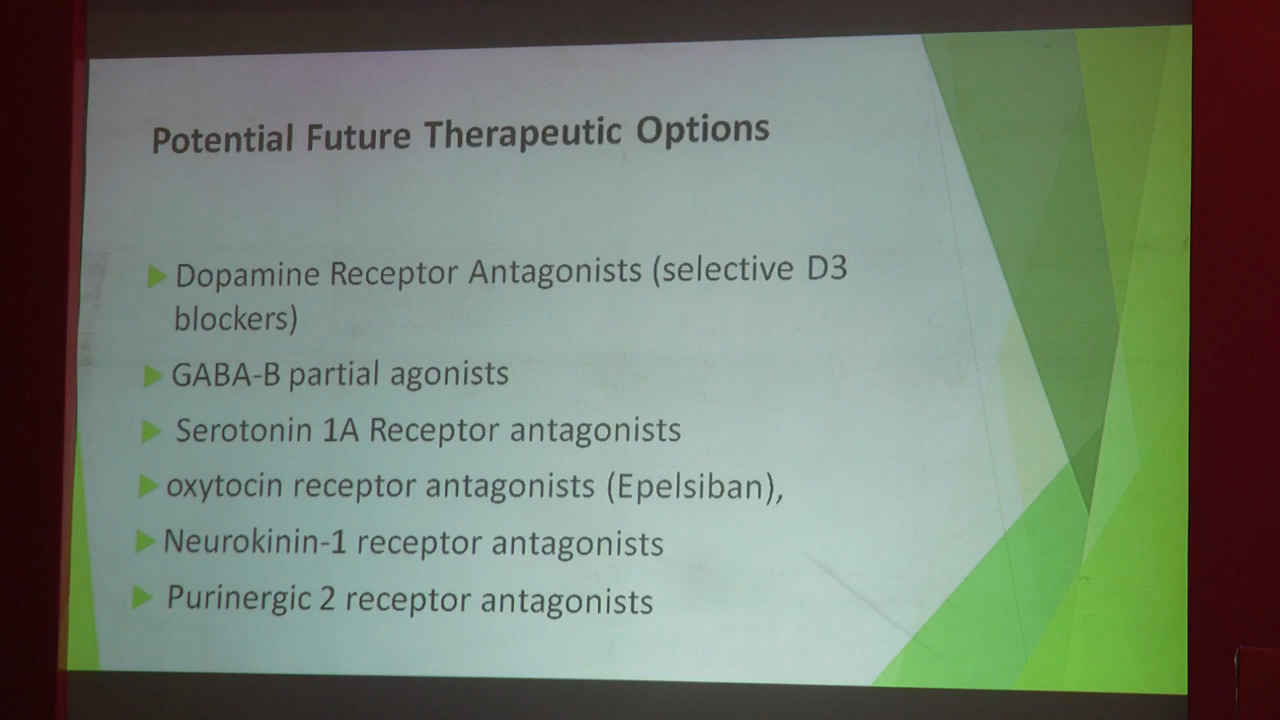 Potential Future Therapeutic Options
Dopamine Receptor Antagonists (selective D3
blockers)
GABA-B partial agonists
Serotonin 1A Receptor antagonists
oxytocin receptor antagonists (Epelsiban),
Neurokinin-1 receptor antagonists
Purinergic 2 receptor antagonists